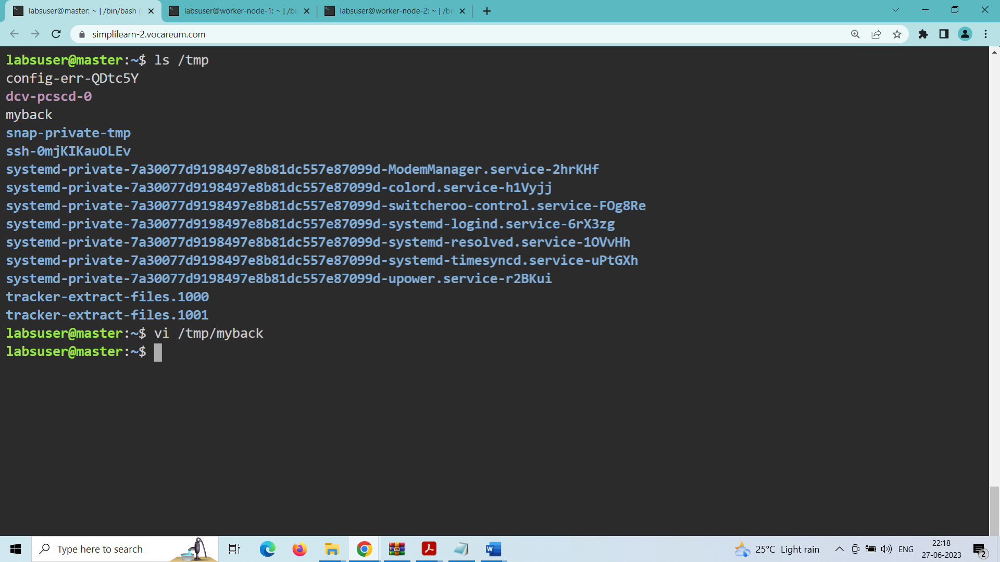 labsuser@master: ~ | /bin/bash
labsuser@worker-node-1: ~ | /bi
labsuser@worker-node-2: ~ | /bi
simplilearn-2.vocareum.com
labsuser@master:~$ ls /tmp
config-err-QDtc5Y
dcv-pcscd-0
myback
snap-private-tmp
ssh-0mjKIKauOLEv
systemd-private-7a30077d9198497e8b81dc557e87099d-ModemManager.service-2hrKHf
systemd-private-7a30077d9198497e8b81dc557e87099d-colord.service-h1Vyjj
systemd-private-7a30077d9198497e8b81dc557e87099d-switcheroo-control.service-FOg8Re
systemd-private-7a30077d9198497e8b81dc557e87099d-systemd-logind.service-6rX3zg
systemd-private-7a30077d9198497e8b81dc557e87099d-systemd-resolved.service-1OVvHh
systemd-private-7a30077d9198497e8b81dc557e87099d-systemd-timesyncd.service-uPtGXh
systemd-private-7a30077d9198497e8b81dc557e87099d-upower.service-r2BKui
tracker-extract-files.1000
tracker-extract-files.1001
labsuser@master:~$ vi /tmp/myback
labsuser@master:~$
Type here to search
25°C Light rain
ENG
22:18
27-06-2023
2